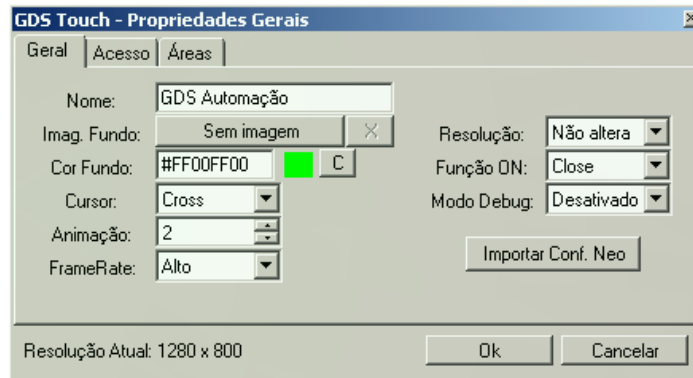 GDS Touch - Propriedades Gerais
Geral Acesso Áreas
Nome: GDS Automação
Imag. Fundo: Sem imagem X Resolução: Não altera
Cor Fundo: #FF00FF00 C Função ON: Close
Cursor: Cross Modo Debug: Desativado
Animação: 2
FrameRate: Alto Importar Conf. Neo
Resolução Atual: 1280 x 800 Ok Cancelar